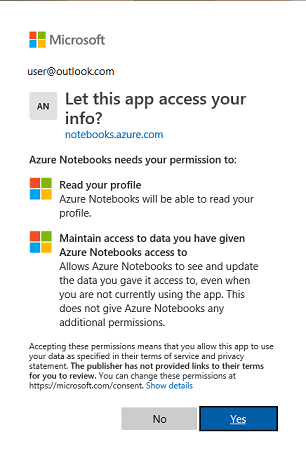 Microsoft
user@outlook.com
AN
Let this app access your
info?
notebooks.azure.com
Azure Notebooks needs your permission to:
Read your profile
Azure Notebooks will be able to read your
profile.
Maintain access to data you have given
Azure Notebooks access to
Allows Azure Notebooks to see and update
the data you gave it access to, even when
you are not currently using the app. This
does not give Azure Notebooks any
additional permissions.
Accepting these permissions means that you allow this app to use
your data as specified in their terms of service and privacy
statement. The publisher has not provided links to their terms
for you to review. You can change these permissions at
https://microsoft.com/consent. Show details
No
Yes